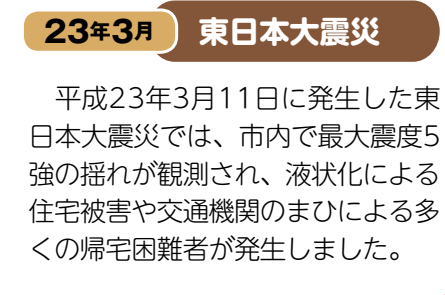 23年3月 東日本大震災
平成23年3月11日に発生した東
日本大震災では、市内で最大震度5
強の揺れが観測され、液状化による
住宅被害や交通機関のまひによる多
くの帰宅困難者が発生しました。